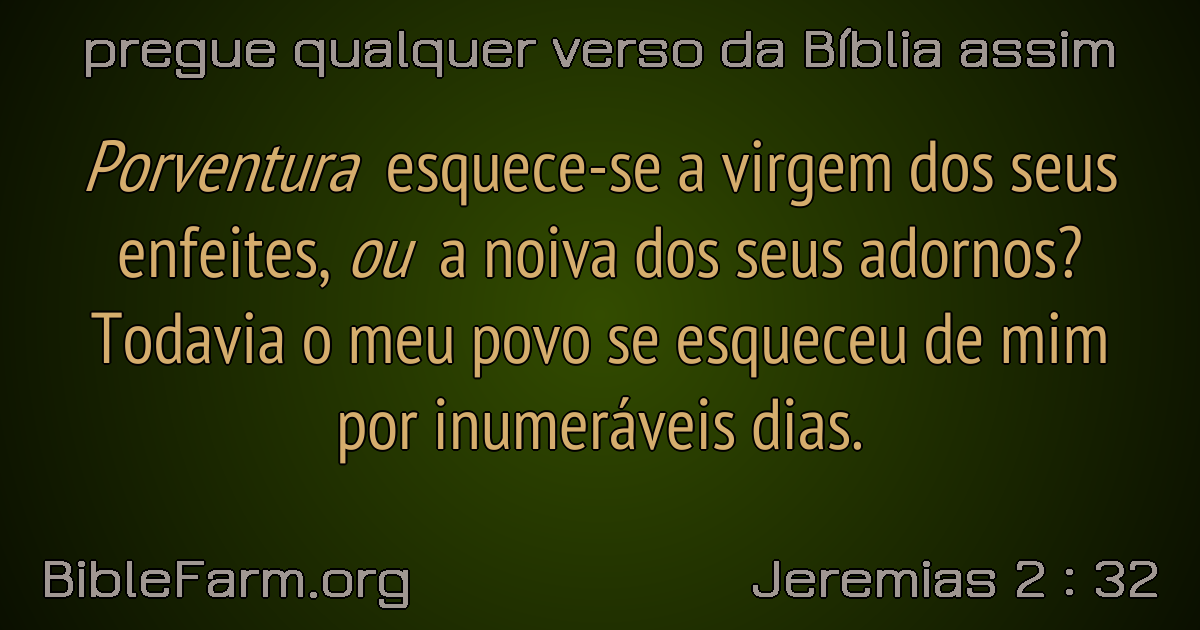 pregue qualquer verso da Bíblia assim
Porventura esquece-se a virgem dos seus
enfeites, ou a noiva dos seus adornos?
Todavia o meu povo se esqueceu de mim
por inumeráveis dias.
BibleFarm.org
Jeremias 2 : 32